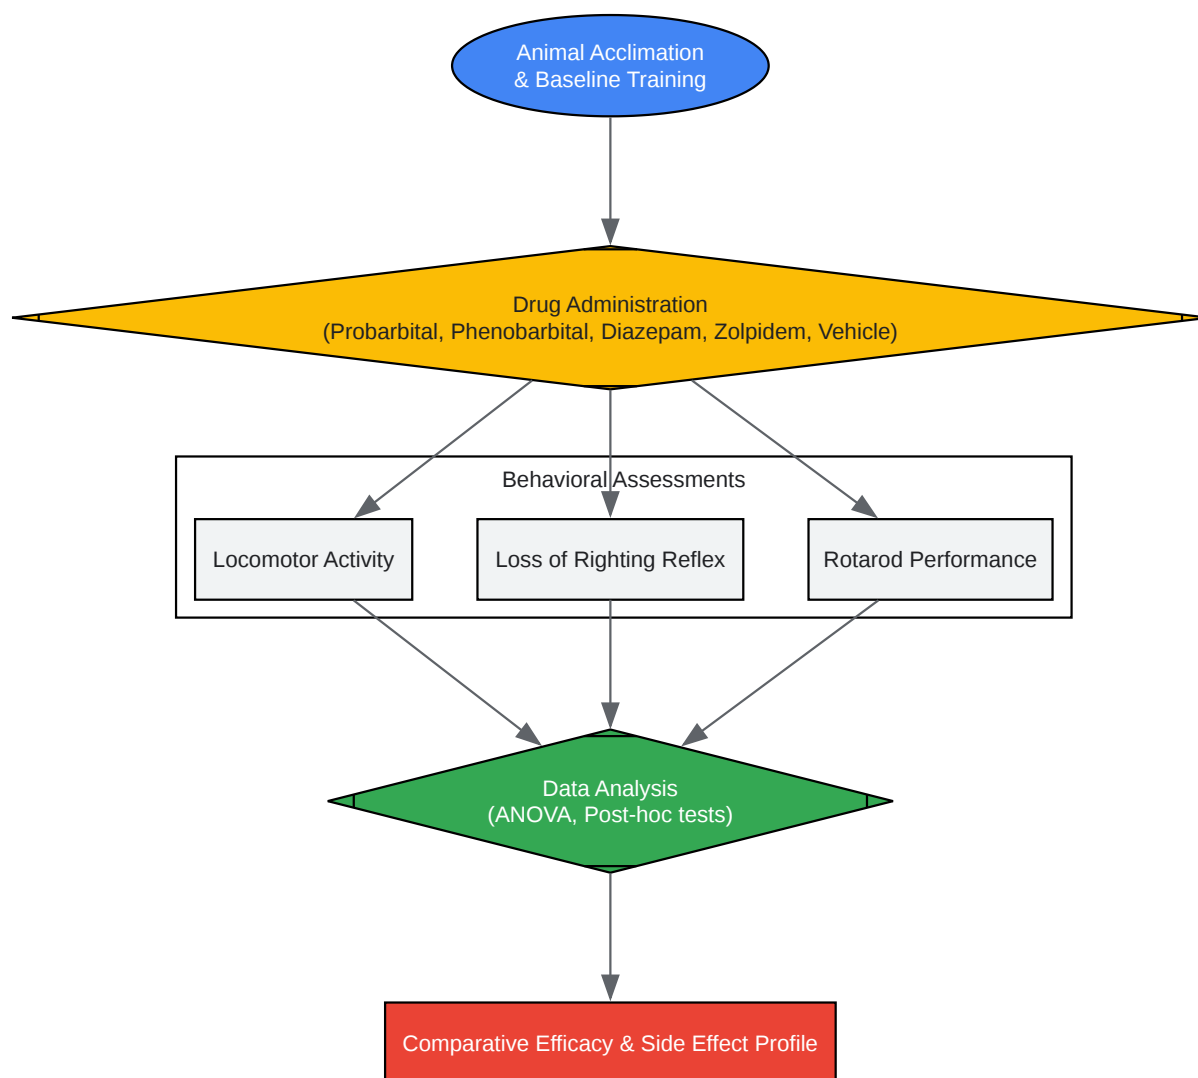 Animal Acclimation
& Baseline Training
Drug Administration
(Probarbital, Phenobarbital, Diazepam, Zolpidem, Vehicle)
Behavioral Assessments
Locomotor Activity
Loss of Righting Reflex
Rotarod Performance
Data Analysis
(ANOVA, Post-hoc tests)
Comparative Efficacy & Side Effect Profile